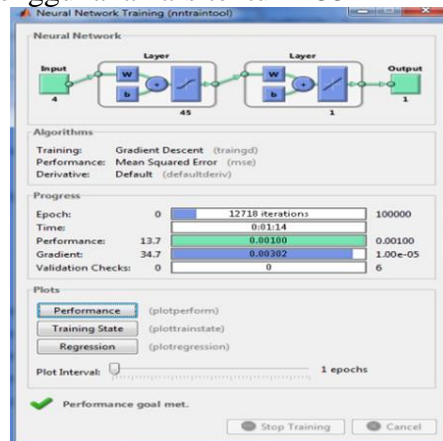 Neural Network Training (nntraintool)
Neural Network
Layer Layer
Input Output
W W
b b
4 45 1 1
Algorithms
Training: Gradient Descent (traingd)
Performance: Mean Squared Error (mse)
Derivative: Default (defaultderiv)
Progress
Epoch: 0 12718 iterations 100000
Time: 0:01:14
Performance: 13.7 0.00100 0.00100
Gradient: 34.7 0.00302 1.00e-05
Validation Checks: 0 0 6
Plots
Performance (plotperform)
Training State (plottrainstate)
Regression (plotregression)
Plot Interval: 1 epochs
Performance goal met.
Stop Training Cancel